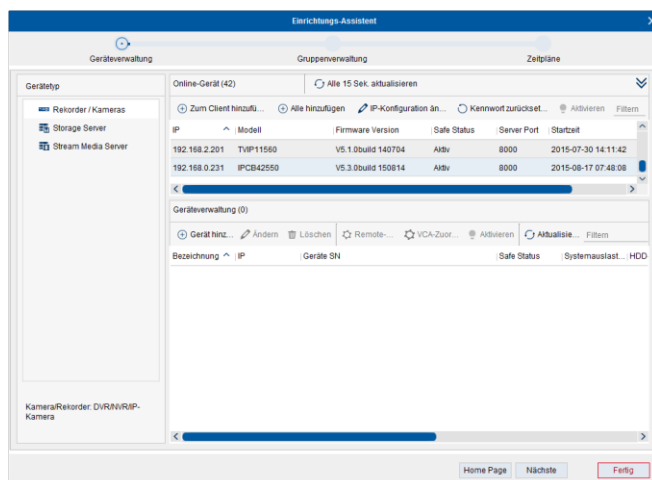 Einrichtungs-Assistent
Geräteverwaltung Gruppenverwaltung Zeitpläne
Gerätetyp
Rekorder / Kameras
Storage Server
Stream Media Server
Kamera/Rekorder: DVR/NVR/IP-
Kamera
Online-Gerät (42) Alle 15 Sek. aktualisieren
Zum Client hinzufü... Alle hinzufügen IP-Konfiguration än... Kennwort zurückset... Aktivieren Filtern
IP Modell Firmware Version Safe Status Server Port Startzeit
192.168.2.201 TVIP11560 V5.1.0build 140704 Aktiv 8000 2015-07-30 14:11:42
192.168.0.231 IPCB42550 V5.3.0build 150814 Aktiv 8000 2015-08-17 07:48:08
Geräteverwaltung (0)
Gerät hinz... Ändern Löschen Remote-... VCA-Zuor... Aktivieren Aktualisie... Filtern
Bezeichnung IP Geräte SN Safe Status Systemauslast... HDD-
Home Page Nächste Fertig